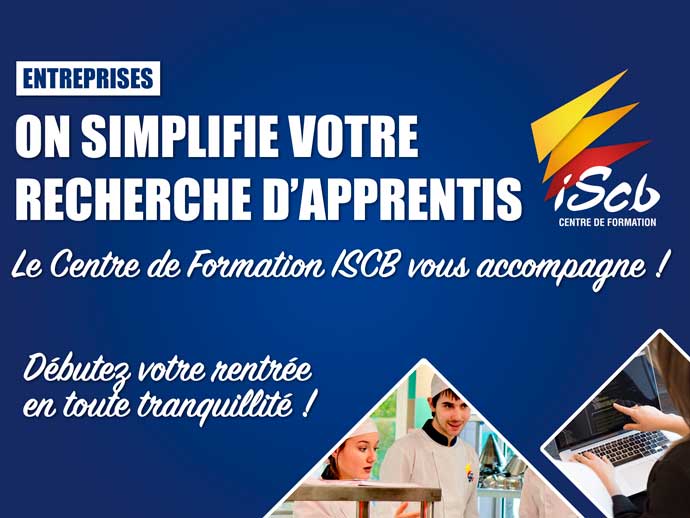 ENTREPRISES
ON SIMPLIFIE VOTRE
RECHERCHE D'APPRENTIS
iScb
CENTRE DE FORMATION
Le Centre de Formation ISCB vous accompagne !
Débutez votre rentrée
en toute tranquillité !